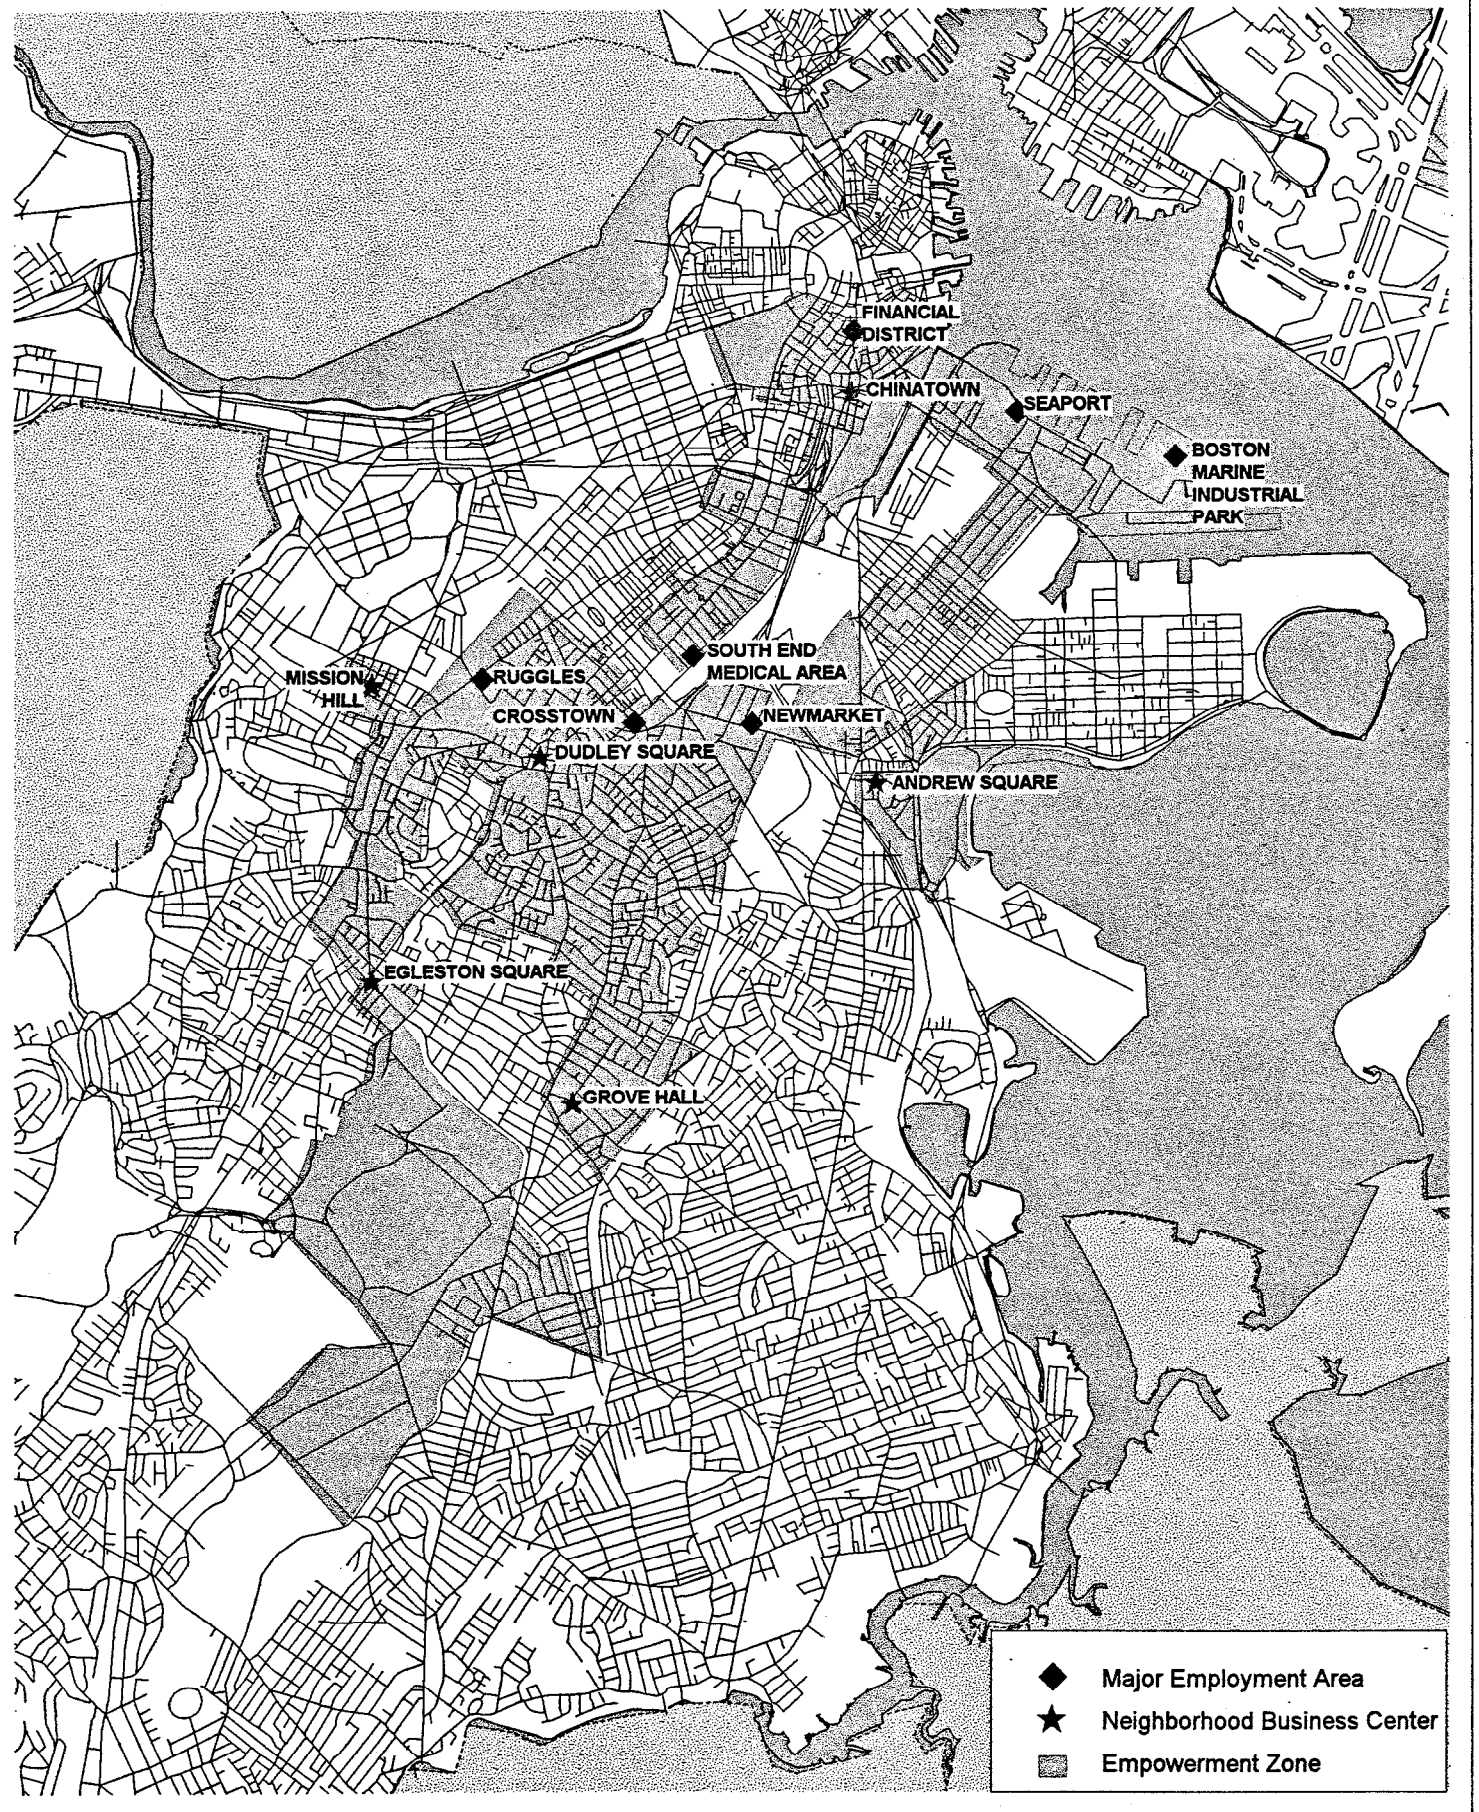 FINANCIAL
DISTRICT
CHINATOWN
SEAPORT
BOSTON
MARINE
INDUSTRIAL
PARK
SOUTH END
MEDICAL AREA
MISSION
HILL
RUGGLES
CROSSTOWN
NEWMARKET
DUDLEY SQUARE
ANDREW SQUARE
EGLESTON SQUARE
GROVE HALL
Major Employment Area
Neighborhood Business Center
Empowerment Zone